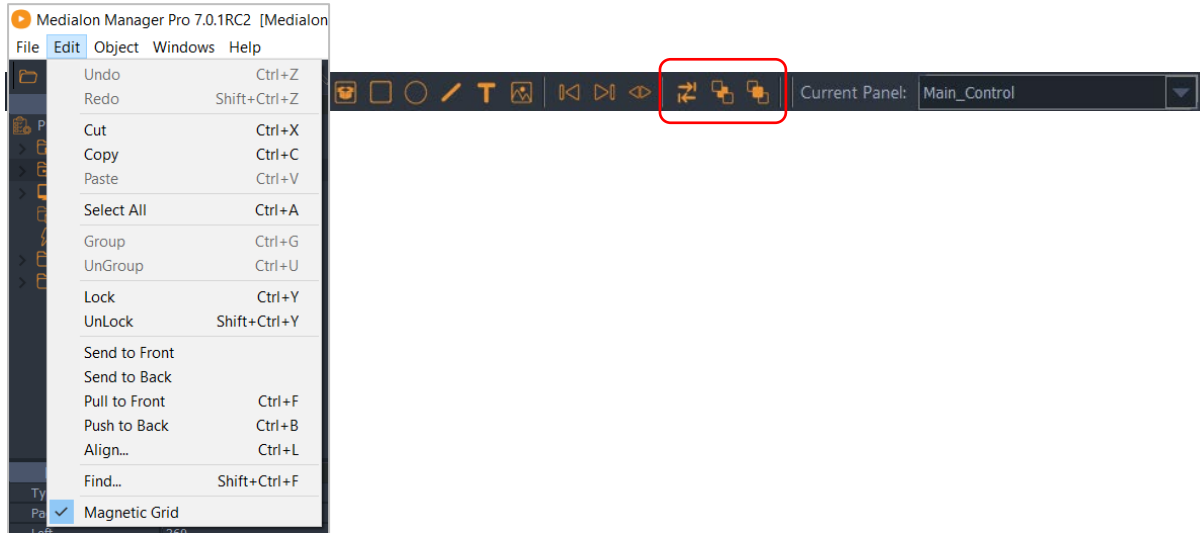 Medialon Manager Pro 7.0.1RC2 [Medialon
File Edit Object Windows Help
Undo Ctrl+Z
Redo Shift+Ctrl+Z
Cut Ctrl+X
Copy Ctrl+C
Paste Ctrl+V
Select All Ctrl+A
Group Ctrl+G
UnGroup Ctrl+U
Lock Ctrl+Y
UnLock Shift+Ctrl+Y
Send to Front
Send to Back
Pull to Front Ctrl+F
Push to Back Ctrl+B
Align... Ctrl+L
Find... Shift+Ctrl+F
Magnetic Grid
T Current Panel: Main_Control
P
Ty
Pa